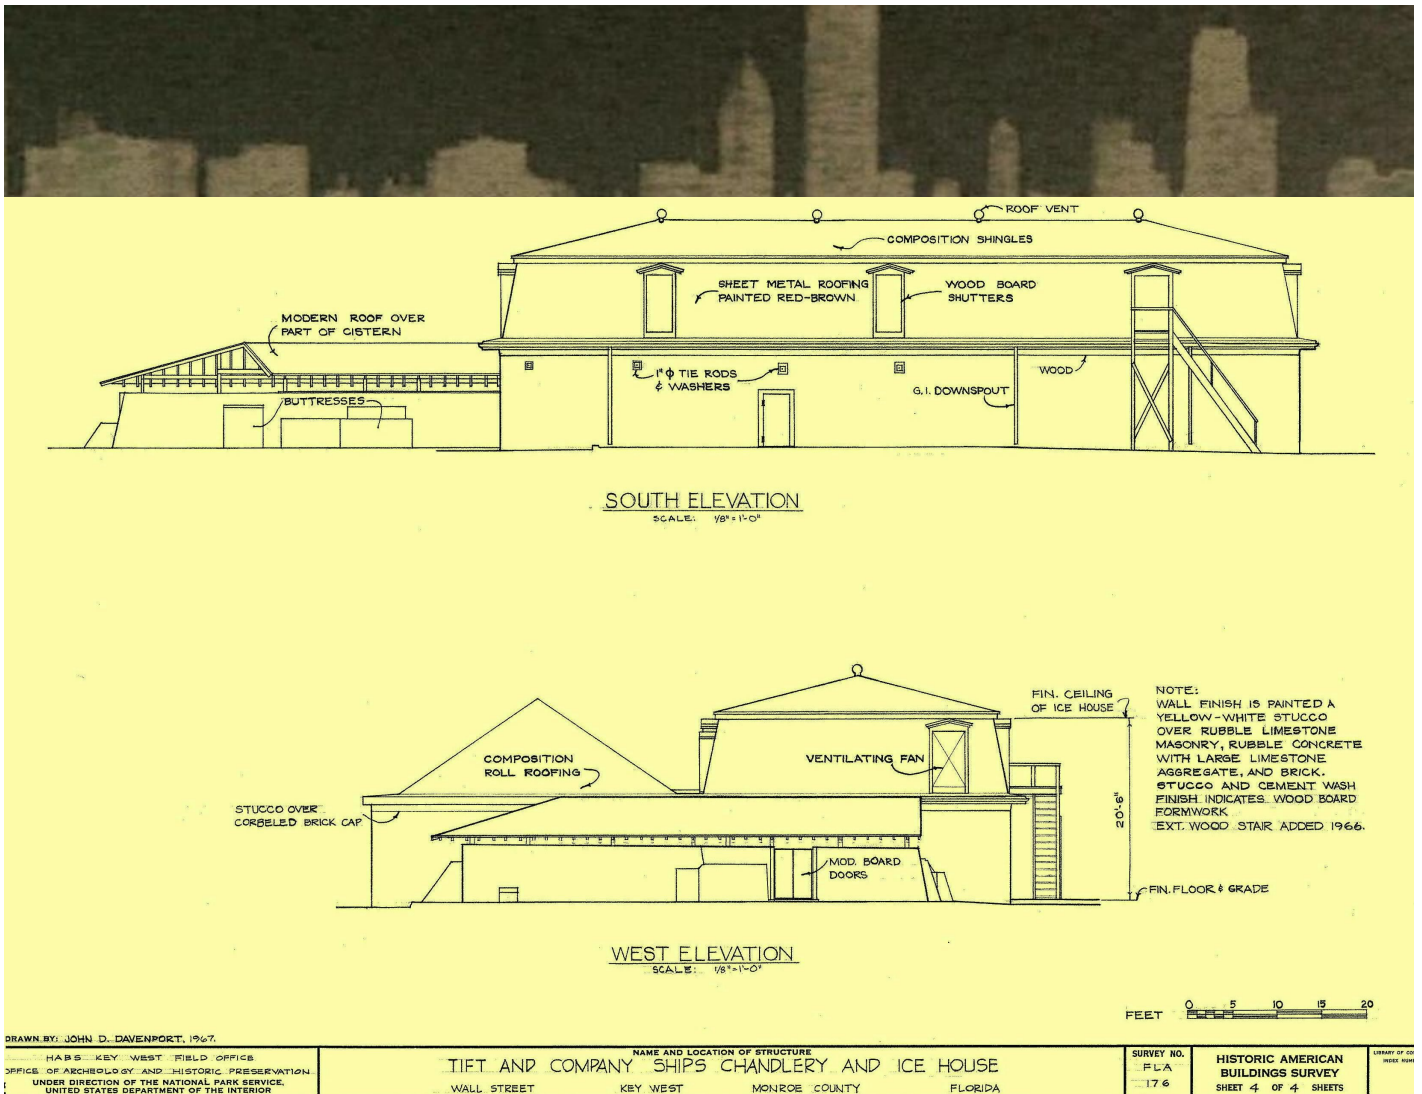 ROOF VENT
COMPOSITION SHINGLES
SHEET METAL ROOFING
PAINTED RED-BROWN
WOOD BOARD
SHUTTERS
MODERN ROOF OVER
PART OF CISTERN
1" ϕ TIE RODS
& WASHERS
WOOD
G.I. DOWNSPOUT
BUTTRESSES
SOUTH ELEVATION
SCALE: 1/8" = 1'-0"
FIN. CEILING
OF ICE HOUSE
NOTE:
WALL FINISH IS PAINTED A
YELLOW-WHITE STUCCO
OVER RUBBLE LIMESTONE
MASONRY, RUBBLE CONCRETE
WITH LARGE LIMESTONE
AGGREGATE, AND BRICK.
STUCCO AND CEMENT WASH
FINISH INDICATES WOOD BOARD
FORMWORK
EXT. WOOD STAIR ADDED 1966.
COMPOSITION
ROLL ROOFING
VENTILATING FAN
STUCCO OVER
CORBELED BRICK CAP
20'-6"
MOD. BOARD
DOORS
FIN. FLOOR & GRADE
WEST ELEVATION
SCALE: 1/8" = 1'-0"
FEET 0 5 10 15 20
DRAWN BY: JOHN D. DAVENPORT, 1967.
HABS KEY WEST FIELD OFFICE
OFFICE OF ARCHEOLOGY AND HISTORIC PRESERVATION
UNDER DIRECTION OF THE NATIONAL PARK SERVICE,
UNITED STATES DEPARTMENT OF THE INTERIOR
NAME AND LOCATION OF STRUCTURE
TIFT AND COMPANY SHIPS CHANDLERY AND ICE HOUSE
WALL STREET KEY WEST MONROE COUNTY FLORIDA
SURVEY NO.
FLA
176
HISTORIC AMERICAN
BUILDINGS SURVEY
SHEET 4 OF 4 SHEETS
LIBRARY OF
INDEX